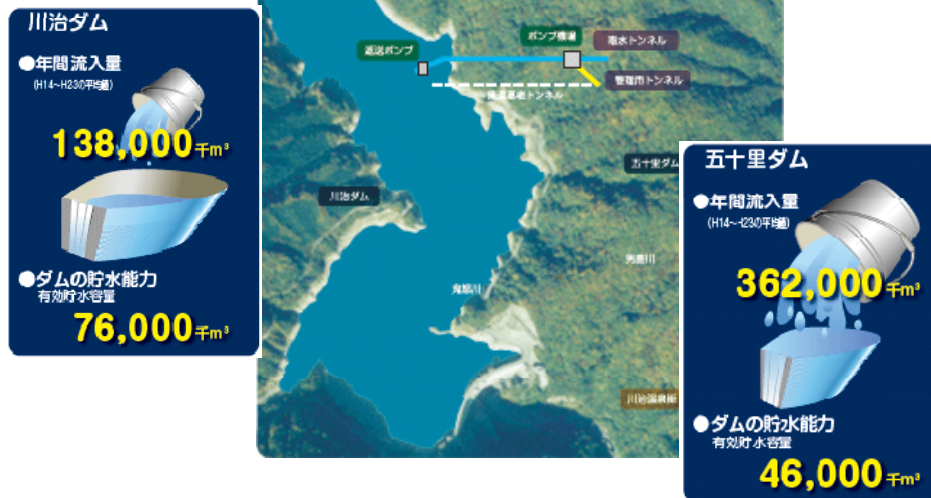 川治ダム
●年間流入量
(H14～H23の平均値)
138,000千m³
●ダムの貯水能力
有効貯水容量
76,000千m³
返送ポンプ
ポンプ機場
導水トンネル
管理用トンネル
川治ダム
五十里ダム
男鹿川
鬼怒川
川治温泉街
五十里ダム
●年間流入量
(H14～H23の平均値)
362,000千m³
●ダムの貯水能力
有効貯水容量
46,000千m³